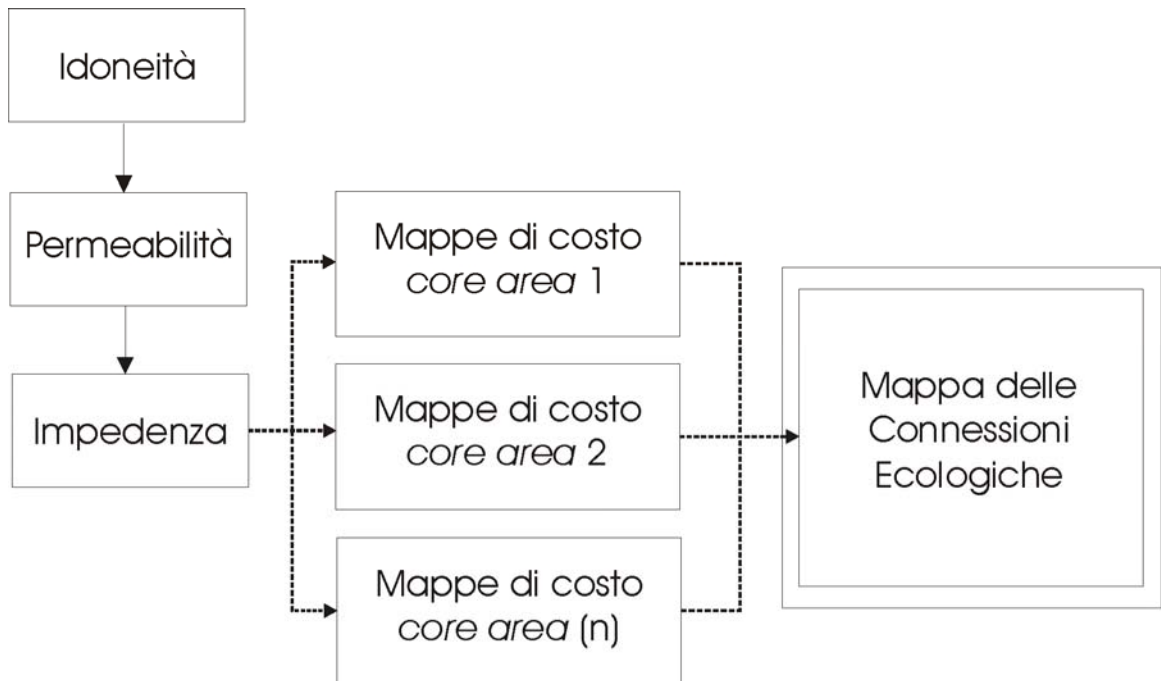 Idoneità
Permeabilità
Impedenza
Mappe di costo
core area 1
Mappe di costo
core area 2
Mappe di costo
core area (n)
Mappa delle
Connessioni
Ecologiche